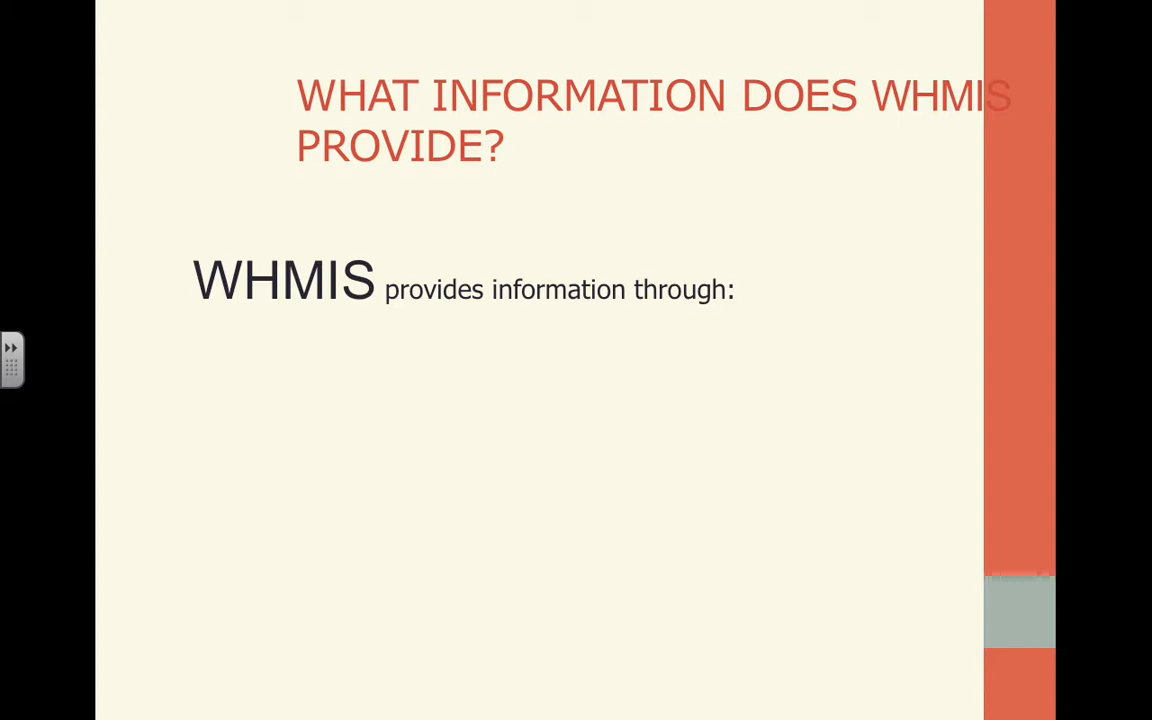 WHAT INFORMATION DOES WHMIS
PROVIDE?
WHMIS provides information through: